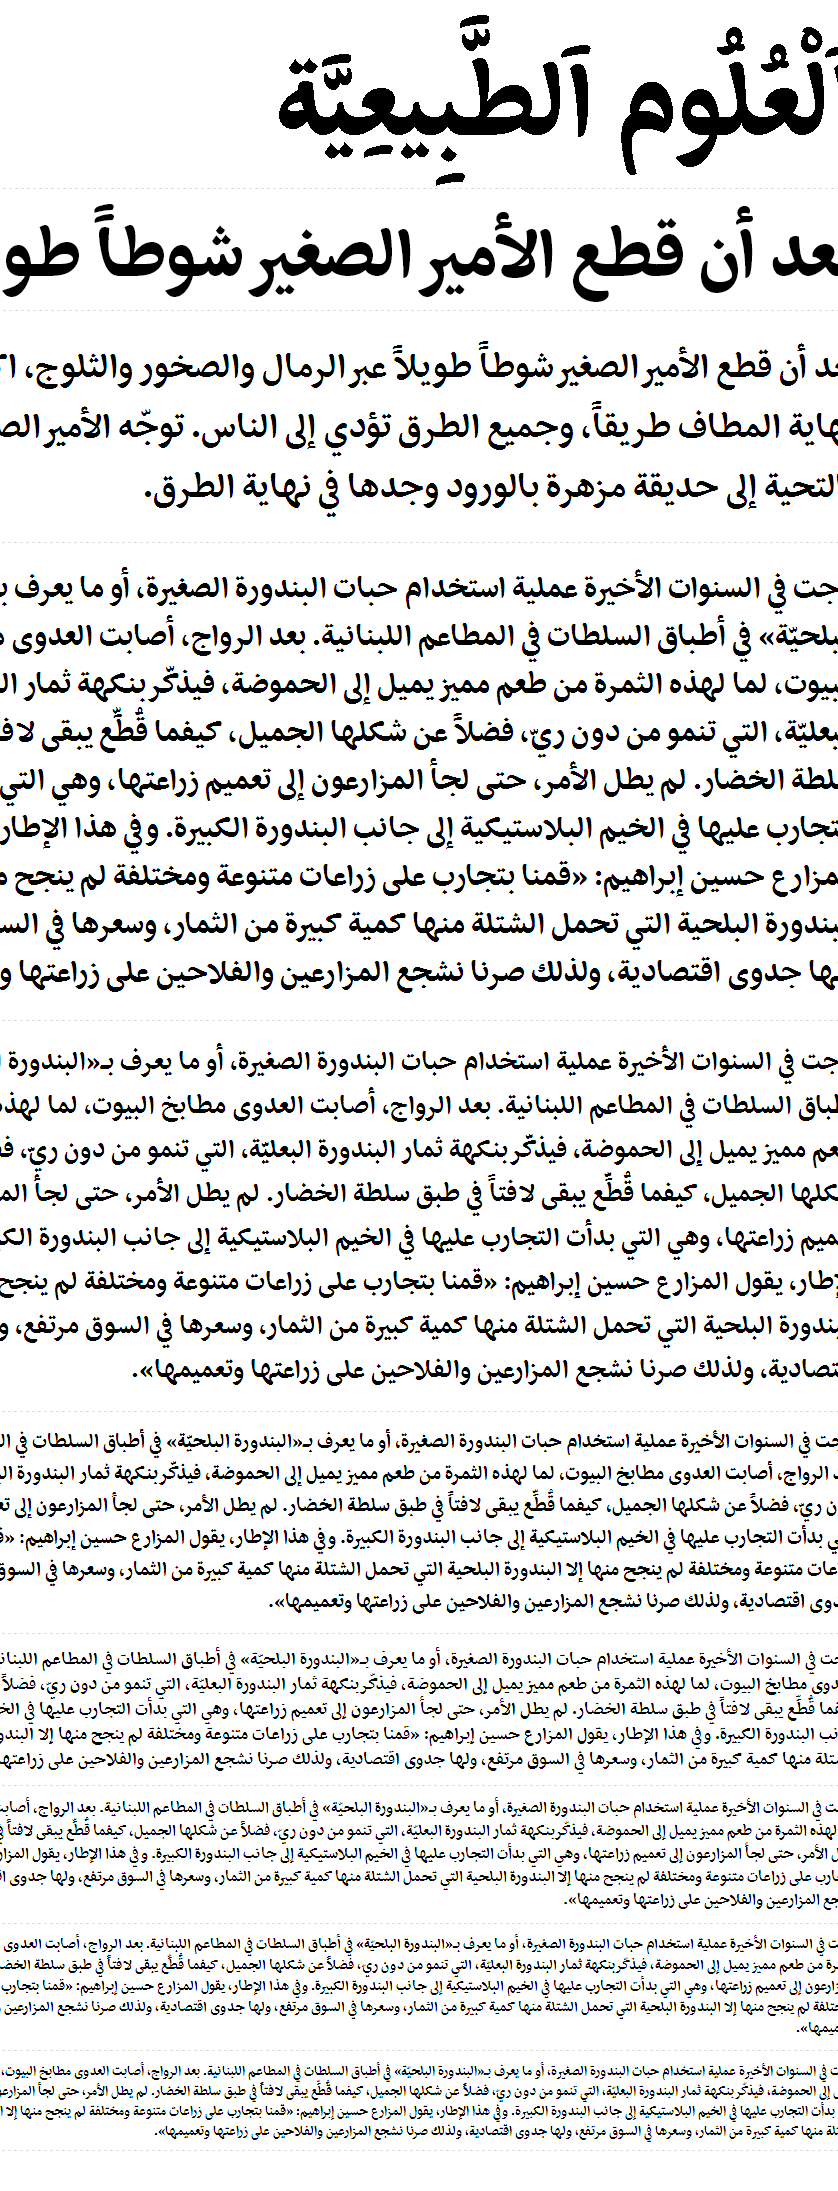 اَلْعُلُوم اَلطَّبِيعِيَّة
بعد أن قطع الأمير الصغير شوطاً طو
بعد أن قطع الأمير الصغير شوطاً طويلاً عبر الرمال والصخور والثلوج،
نهاية المطاف طريقاً، وجميع الطرق تؤدي إلى الناس. توجّه الأمير الص
التحية إلى حديقة مزهرة بالورود وجدها في نهاية الطرق.
جت في السنوات الأخيرة عملية استخدام حبات البندورة الصغيرة، أو ما يعرف بـ
بلحيّة» في أطباق السلطات في المطاعم اللبنانية. بعد الرواج، أصابت العدوى م
بيوت، لما لهذه الثمرة من طعم مميز يميل إلى الحموضة، فيذكّر بنكهة ثمار ال
بعليّة، التي تنمو من دون ريّ، فضلاً عن شكلها الجميل، كيفما قُطِّع يبقى لافت
سلطة الخضار. لم يطل الأمر، حتى لجأ المزارعون إلى تعميم زراعتها، وهي التي
لتجارب عليها في الخيم البلاستيكية إلى جانب البندورة الكبيرة. وفي هذا الإطار
لمزارع حسين إبراهيم: «قمنا بتجارب على زراعات متنوعة ومختلفة لم ينجح م
بندورة البلحية التي تحمل الشتلة منها كمية كبيرة من الثمار، وسعرها في الس
لها جدوى اقتصادية، ولذلك صرنا نشجع المزارعين والفلاحين على زراعتها و
جت في السنوات الأخيرة عملية استخدام حبات البندورة الصغيرة، أو ما يعرف بـ«البندورة ا
طباق السلطات في المطاعم اللبنانية. بعد الرواج، أصابت العدوى مطابخ البيوت، لما لهذه
عم مميز يميل إلى الحموضة، فيذكّر بنكهة ثمار البندورة البعليّة، التي تنمو من دون ريّ، ف
كلها الجميل، كيفما قُطِّع يبقى لافتاً في طبق سلطة الخضار. لم يطل الأمر، حتى لجأ الم
ميم زراعتها، وهي التي بدأت التجارب عليها في الخيم البلاستيكية إلى جانب البندورة الك
لإطار، يقول المزارع حسين إبراهيم: «قمنا بتجارب على زراعات متنوعة ومختلفة لم ينجح
بندورة البلحية التي تحمل الشتلة منها كمية كبيرة من الثمار، وسعرها في السوق مرتفع، و
تصادية، ولذلك صرنا نشجع المزارعين والفلاحين على زراعتها وتعميمها».
جت في السنوات الأخيرة عملية استخدام حبات البندورة الصغيرة، أو ما يعرف بـ«البندورة البلحيّة» في أطباق السلطات في ال
د الرواج، أصابت العدوى مطابخ البيوت، لما لهذه الثمرة من طعم مميز يميل إلى الحموضة، فيذكّر بنكهة ثمار البندورة الب
ن ريّ، فضلاً عن شكلها الجميل، كيفما قُطِّع يبقى لافتاً في طبق سلطة الخضار. لم يطل الأمر، حتى لجأ المزارعون إلى تع
ي بدأت التجارب عليها في الخيم البلاستيكية إلى جانب البندورة الكبيرة. وفي هذا الإطار، يقول المزارع حسين إبراهيم: «ق
عات متنوعة ومختلفة لم ينجح منها إلا البندورة البلحية التي تحمل الشتلة منها كمية كبيرة من الثمار، وسعرها في السوق
دوى اقتصادية، ولذلك صرنا نشجع المزارعين والفلاحين على زراعتها وتعميمها».
جت في السنوات الأخيرة عملية استخدام حبات البندورة الصغيرة، أو ما يعرف بـ«البندورة البلحيّة» في أطباق السلطات في المطاعم اللبناني
دوى مطابخ البيوت، لما لهذه الثمرة من طعم مميز يميل إلى الحموضة، فيذكّر بنكهة ثمار البندورة البعليّة، التي تنمو من دون ريّ، فضلاً
فما قُطِّع يبقى لافتاً في طبق سلطة الخضار. لم يطل الأمر، حتى لجأ المزارعون إلى تعميم زراعتها، وهي التي بدأت التجارب عليها في الخ
نب البندورة الكبيرة. وفي هذا الإطار، يقول المزارع حسين إبراهيم: «قمنا بتجارب على زراعات متنوعة ومختلفة لم ينجح منها إلا البندو
شتلة منها كمية كبيرة من الثمار، وسعرها في السوق مرتفع، ولها جدوى اقتصادية، ولذلك صرنا نشجع المزارعين والفلاحين على زراعتها
ت في السنوات الأخيرة عملية استخدام حبات البندورة الصغيرة، أو ما يعرف بـ«البندورة البلحيّة» في أطباق السلطات في المطاعم اللبنانية. بعد الرواج، أصابت
لهذه الثمرة من طعم مميز يميل إلى الحموضة، فيذكّر بنكهة ثمار البندورة البعليّة، التي تنمو من دون ريّ، فضلاً عن شكلها الجميل، كيفما قُطِّع يبقى لافتاً في
ل الأمر، حتى لجأ المزارعون إلى تعميم زراعتها، وهي التي بدأت التجارب عليها في الخيم البلاستيكية إلى جانب البندورة الكبيرة. وفي هذا الإطار، يقول المزار
ارب على زراعات متنوعة ومختلفة لم ينجح منها إلا البندورة البلحية التي تحمل الشتلة منها كمية كبيرة من الثمار، وسعرها في السوق مرتفع، ولها جدوى اق
جع المزارعين والفلاحين على زراعتها وتعميمها».
ت في السنوات الأخيرة عملية استخدام حبات البندورة الصغيرة، أو ما يعرف بـ«البندورة البلحيّة» في أطباق السلطات في المطاعم اللبنانية. بعد الرواج، أصابت العدوى
رة من طعم مميز يميل إلى الحموضة، فيذكّر بنكهة ثمار البندورة البعليّة، التي تنمو من دون ريّ، فضلاً عن شكلها الجميل، كيفما قُطِّع يبقى لافتاً في طبق سلطة الخضا
زارعون إلى تعميم زراعتها، وهي التي بدأت التجارب عليها في الخيم البلاستيكية إلى جانب البندورة الكبيرة. وفي هذا الإطار، يقول المزارع حسين إبراهيم: «قمنا بتجارب
ختلفة لم ينجح منها إلا البندورة البلحية التي تحمل الشتلة منها كمية كبيرة من الثمار، وسعرها في السوق مرتفع، ولها جدوى اقتصادية، ولذلك صرنا نشجع المزارعين و
ميمها».
ت في السنوات الأخيرة عملية استخدام حبات البندورة الصغيرة، أو ما يعرف بـ«البندورة البلحيّة» في أطباق السلطات في المطاعم اللبنانية. بعد الرواج، أصابت العدوى مطابخ البيوت،
ل إلى الحموضة، فيذكّر بنكهة ثمار البندورة البعليّة، التي تنمو من دون ريّ، فضلاً عن شكلها الجميل، كيفما قُطِّع يبقى لافتاً في طبق سلطة الخضار. لم يطل الأمر، حتى لجأ المزارعو
بدأت التجارب عليها في الخيم البلاستيكية إلى جانب البندورة الكبيرة. وفي هذا الإطار، يقول المزارع حسين إبراهيم: «قمنا بتجارب على زراعات متنوعة ومختلفة لم ينجح منها إلا ا
تلة منها كمية كبيرة من الثمار، وسعرها في السوق مرتفع، ولها جدوى اقتصادية، ولذلك صرنا نشجع المزارعين والفلاحين على زراعتها وتعميمها».